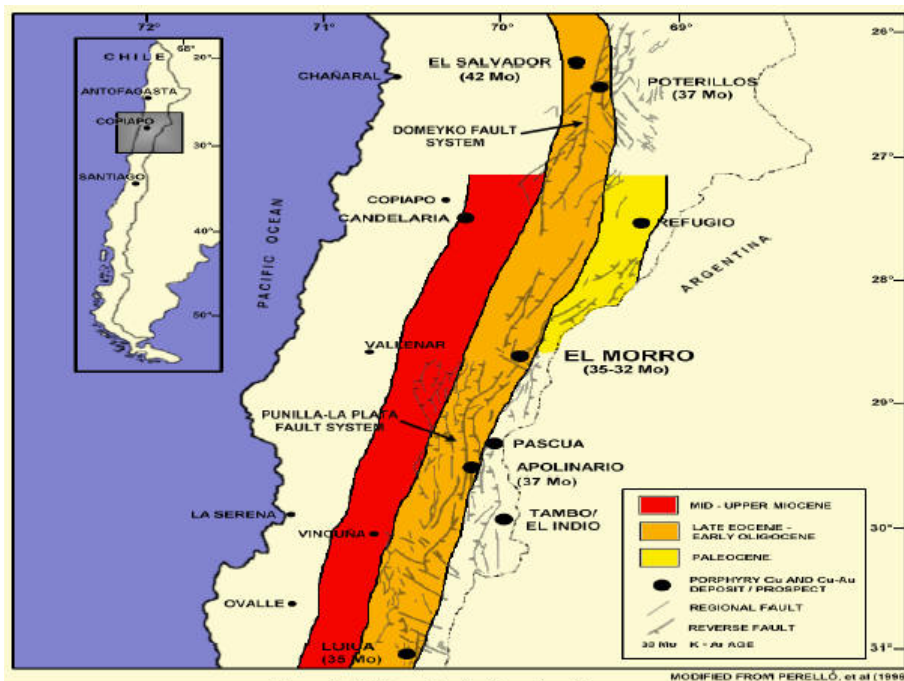 72° 71° 70° 69°
68°
CHILE
20°
ANTOFAGASTA
COPIAPO
30°
SANTIAGO
40°
50°
PACIFIC OCEAN
CHAÑARAL
EL SALVADOR
(42 Mo)
POTERILLOS
(37 Mo)
26°
DOMEYKO FAULT
SYSTEM
27°
COPIAPO
CANDELARIA
REFUGIO
ARGENTINA
28°
VALLENAR
EL MORRO
(35-32 Mo)
29°
PUNILLA-LA PLATA
FAULT SYSTEM
PASCUA
APOLINARIO
(37 Mo)
LA SERENA
TAMBO/
EL INDIO
30°
VINCUÑA
OVALLE
LUICA
(35 Mo)
31°
MID - UPPER MIOCENE
LATE EOCENE -
EARLY OLIGOCENE
PALEOCENE
PORPHYRY Cu AND Cu-Au
DEPOSIT / PROSPECT
REGIONAL FAULT
REVERSE FAULT
33 Mo K - Ar AGE
MODIFIED FROM PERELLÓ, et al (1996